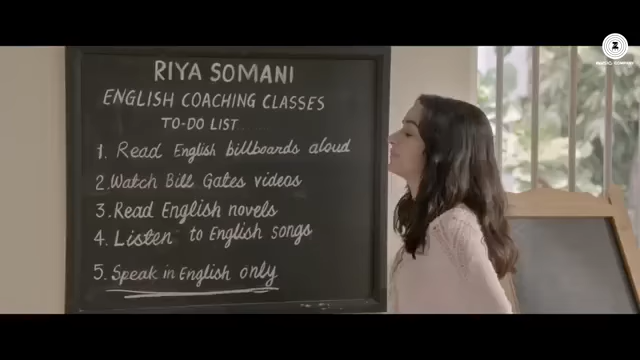 RIYA SOMANI
ENGLISH COACHING CLASSES
TO-DO LIST
1. Read English billboards aloud
2. Watch Bill Gates videos
3. Read English novels
4. Listen to English songs
5. Speak in English only